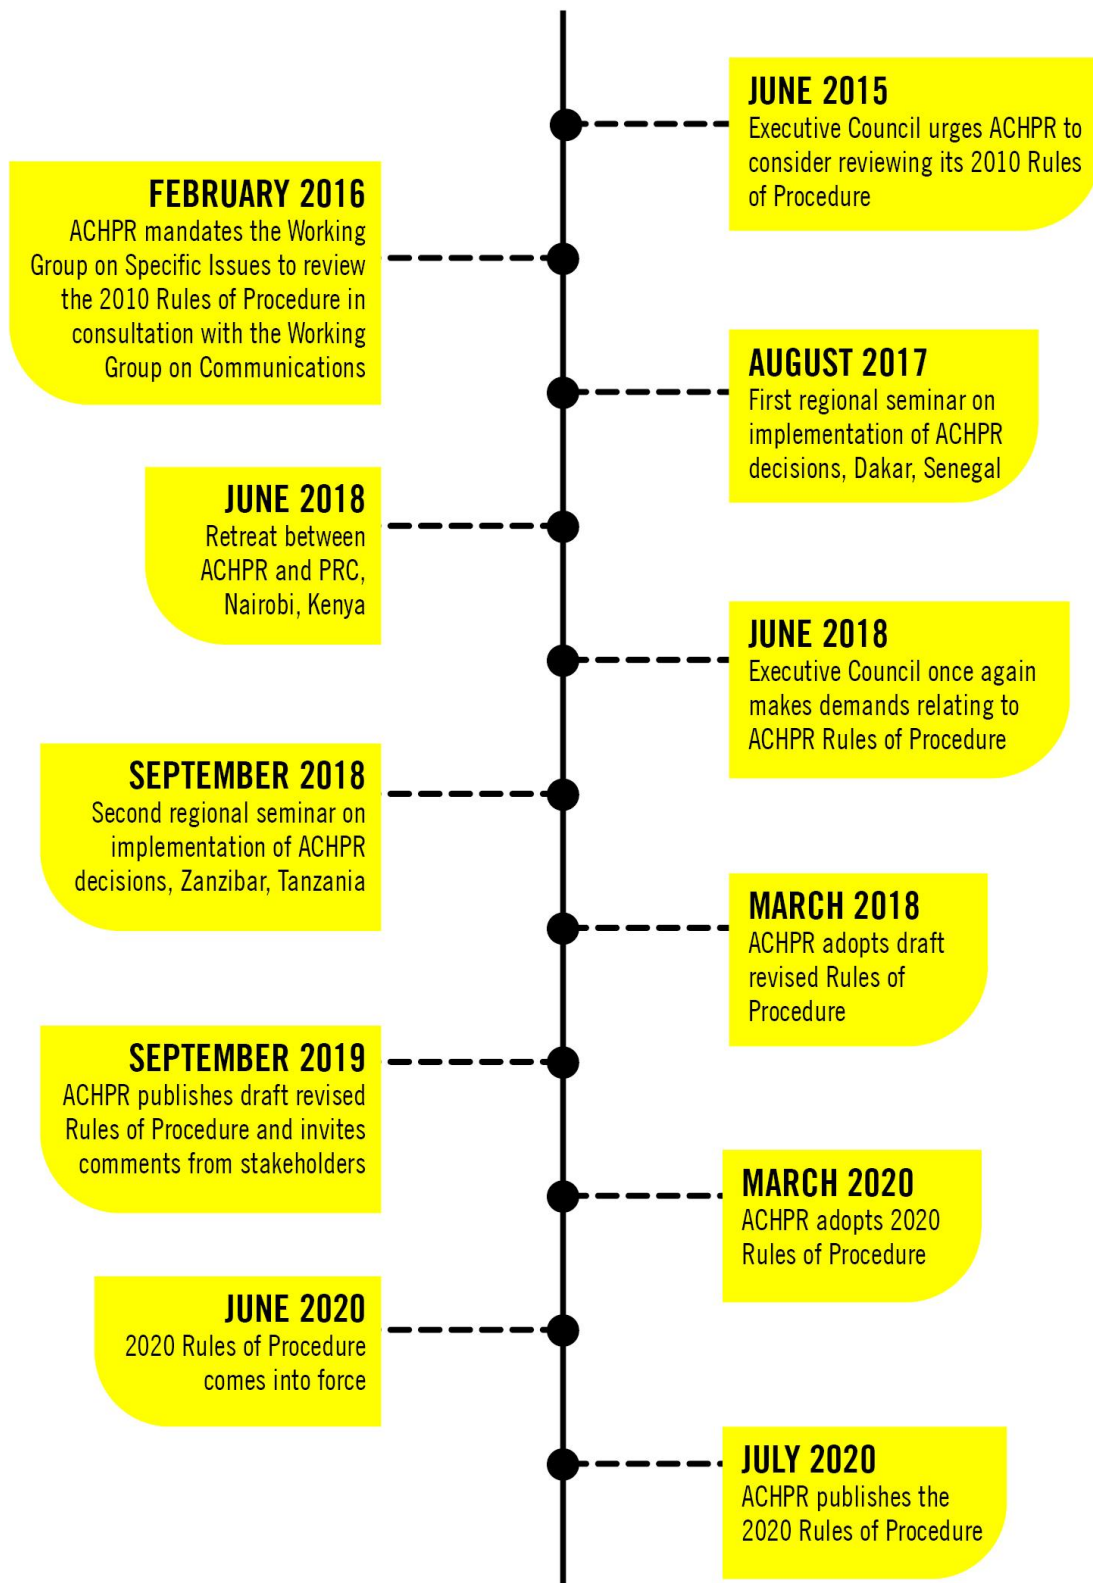 JUNE 2015
Executive Council urges ACHPR to
consider reviewing its 2010 Rules
of Procedure
FEBRUARY 2016
ACHPR mandates the Working
Group on Specific Issues to review
the 2010 Rules of Procedure in
consultation with the Working
Group on Communications
AUGUST 2017
First regional seminar on
implementation of ACHPR
decisions, Dakar, Senegal
JUNE 2018
Retreat between
ACHPR and PRC,
Nairobi, Kenya
JUNE 2018
Executive Council once again
makes demands relating to
ACHPR Rules of Procedure
SEPTEMBER 2018
Second regional seminar on
implementation of ACHPR
decisions, Zanzibar, Tanzania
MARCH 2018
ACHPR adopts draft
revised Rules of
Procedure
SEPTEMBER 2019
ACHPR publishes draft revised
Rules of Procedure and invites
comments from stakeholders
MARCH 2020
ACHPR adopts 2020
Rules of Procedure
JUNE 2020
2020 Rules of Procedure
comes into force
JULY 2020
ACHPR publishes the
2020 Rules of Procedure